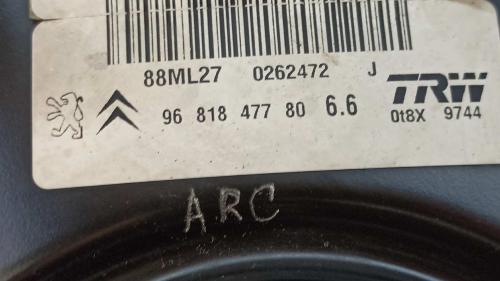 88ML27 0262472 J
TRW
96 818 477 80 6.6
0t8X 9744
ARC